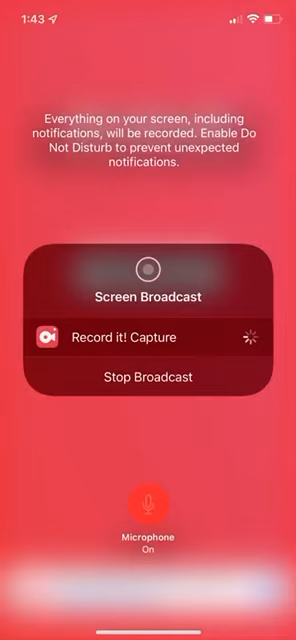 1:43
Everything on your screen, including
notifications, will be recorded. Enable Do
Not Disturb to prevent unexpected
notifications.
Screen Broadcast
Record it! Capture
Stop Broadcast
Microphone
On